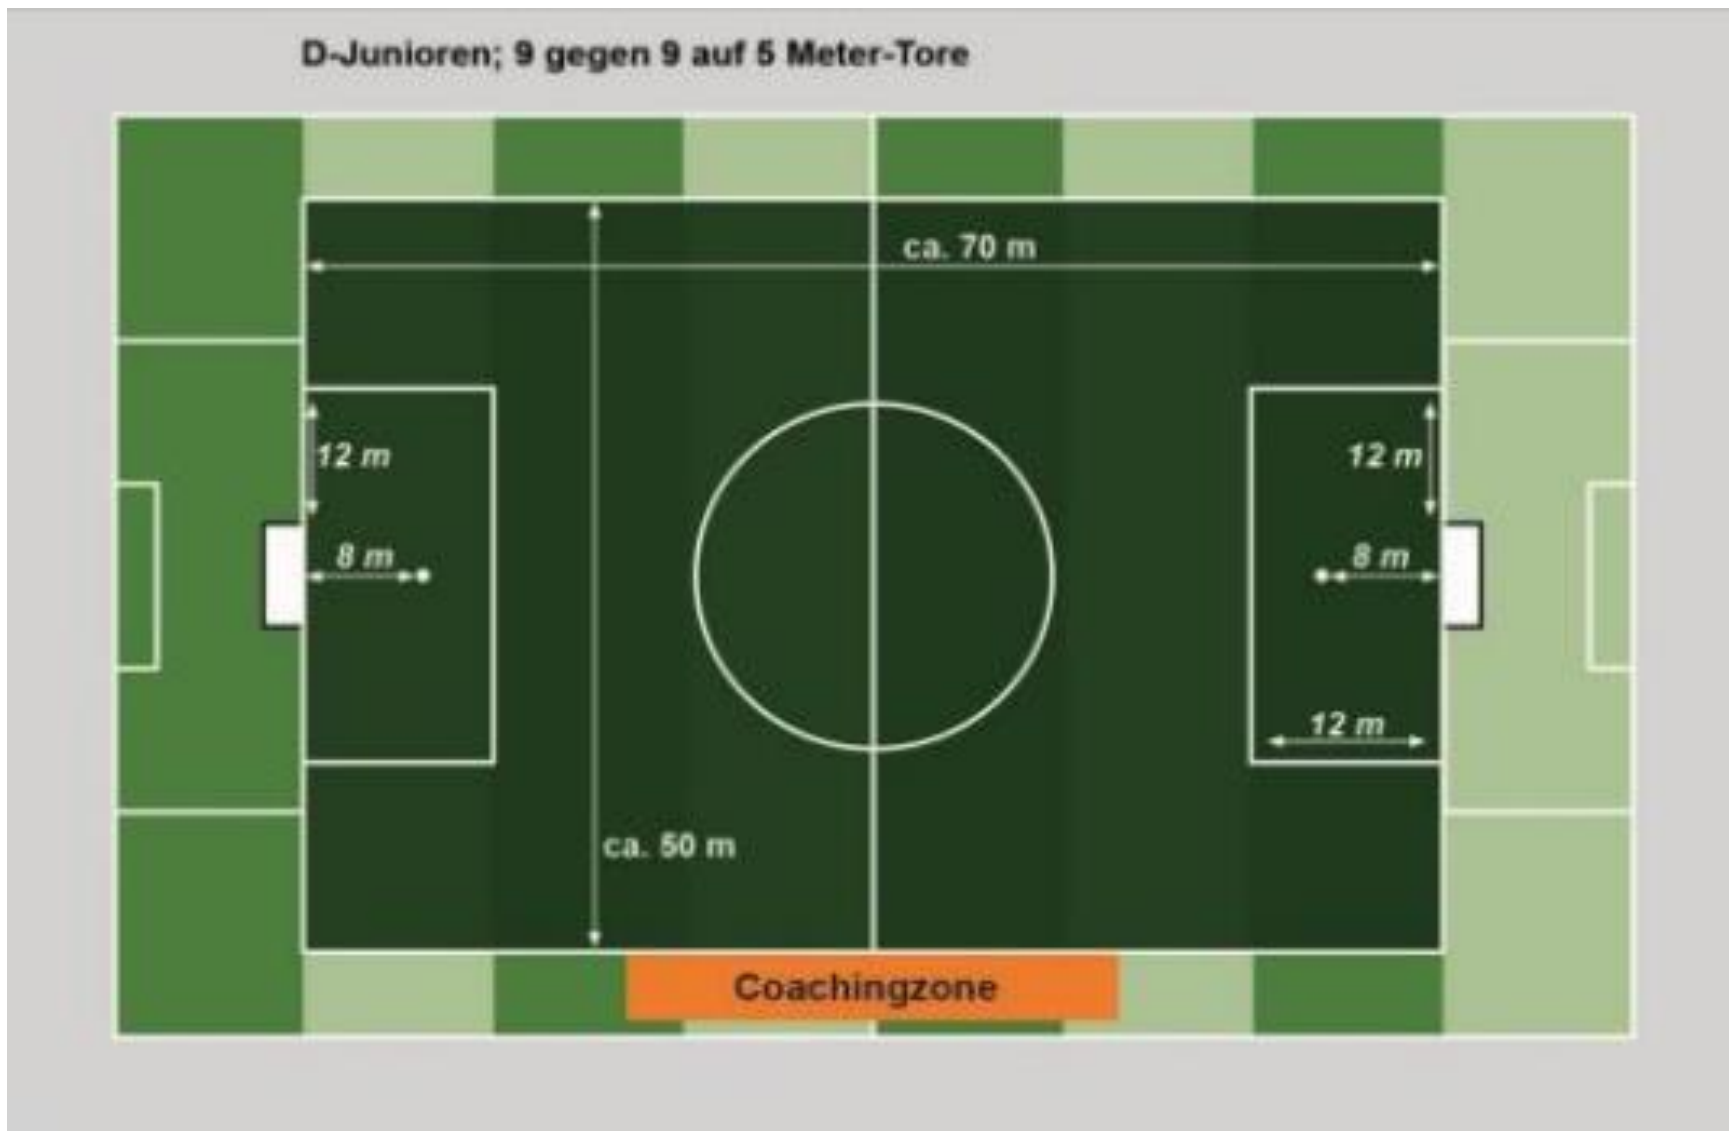 D-Junioren; 9 gegen 9 auf 5 Meter-Tore
ca. 70 m
12 m
12 m
8 m
8 m
12 m
ca. 50 m
Coachingzone